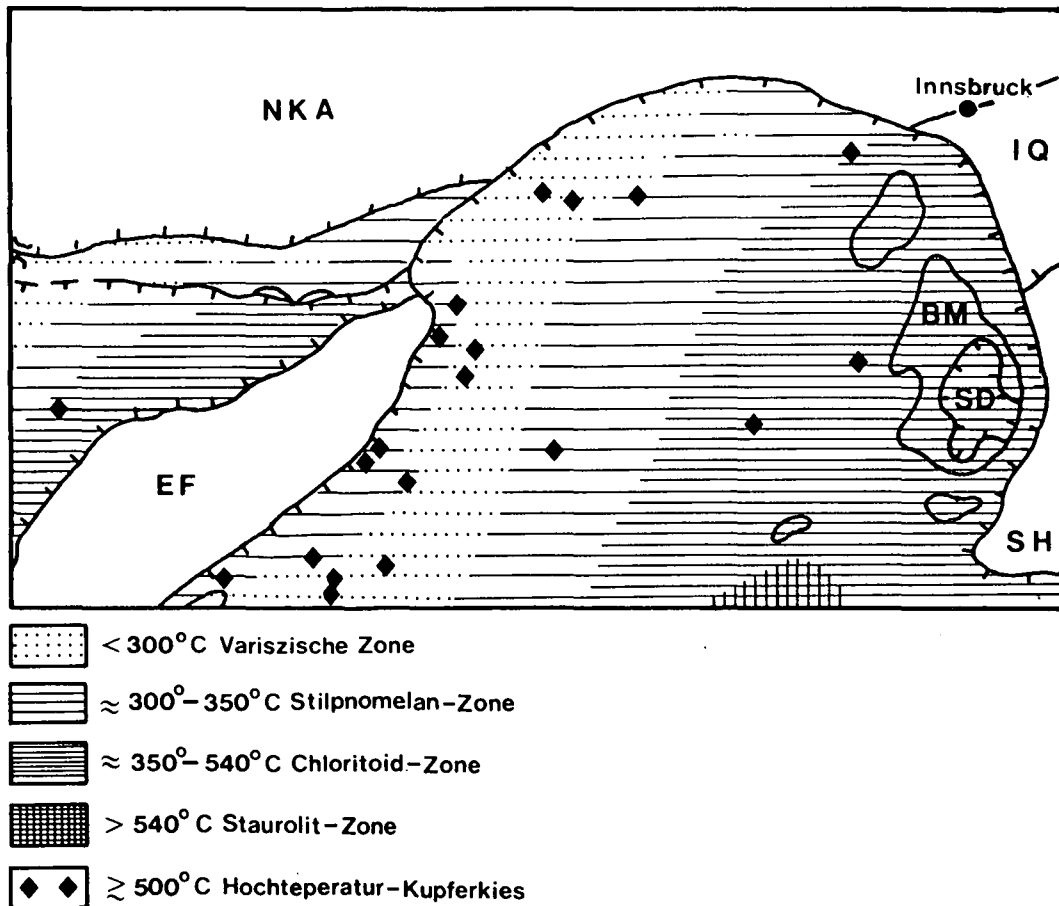 Innsbruck
NKA
IQ
BM
SD
EF
SH
< 300°C Variszische Zone
≈ 300°-350°C Stilpnomelan-Zone
≈ 350°-540°C Chloritoid-Zone
> 540°C Staurolit-Zone
≳ 500°C Hochteperatur-Kupferkies